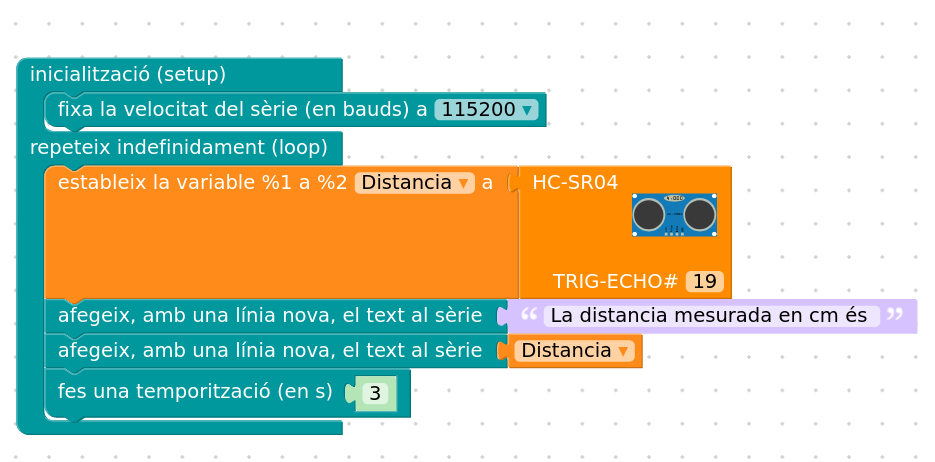 inicialització (setup)
fixa la velocitat del sèrie (en bauds) a 115200 ▾
repeteix indefinidament (loop)
estableix la variable %1 a %2 Distancia ▾ a HC-SR04
TRIG-ECHO# 19
afegeix, amb una línia nova, el text al sèrie “ La distancia mesurada en cm és ”
afegeix, amb una línia nova, el text al sèrie Distancia ▾
fes una temporització (en s) 3